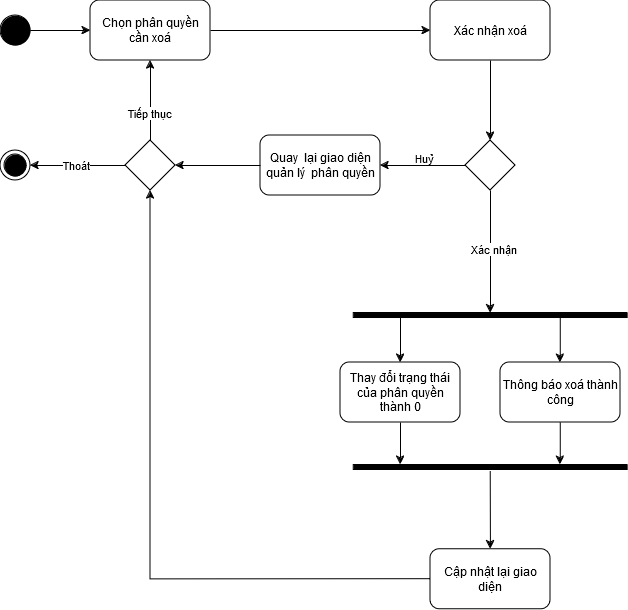 Chọn phân quyền
cần xoá
Xác nhận xoá
Tiếp thục
Thoát
Quay lại giao diện
quản lý phân quyền
Huỷ
Xác nhận
Thay đổi trạng thái
của phân quyền
thành 0
Thông báo xoá thành
công
Cập nhật lại giao
diện